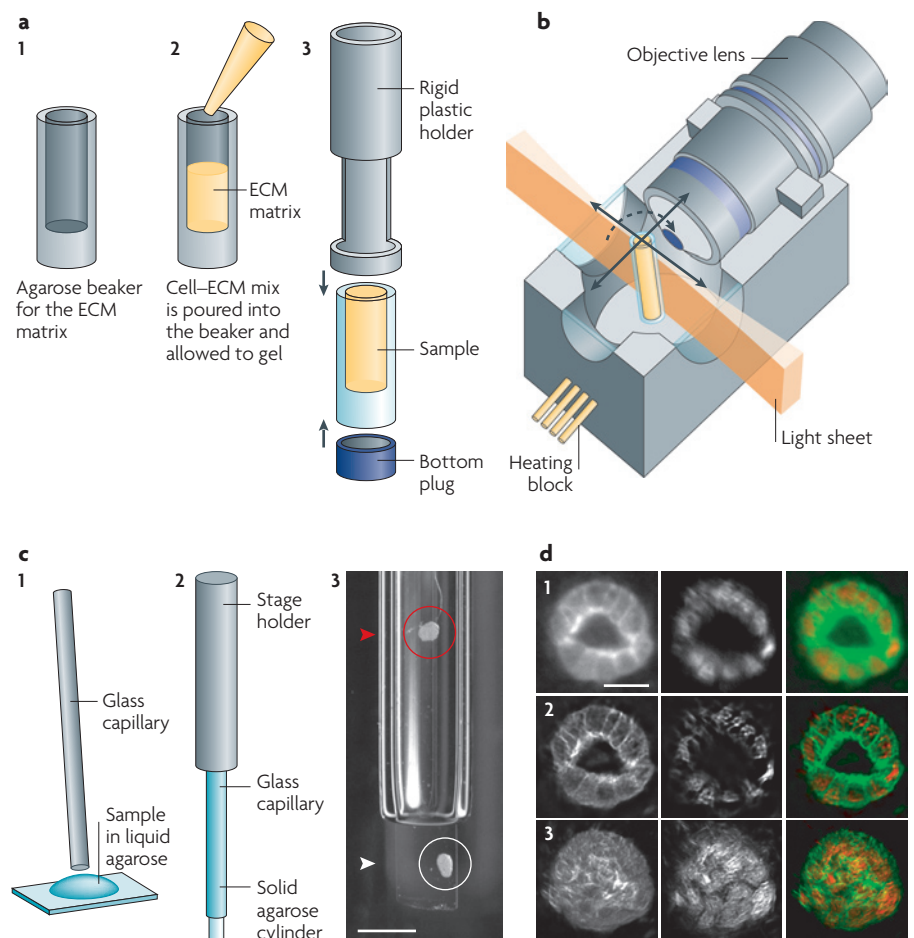 a
1
2
3
Rigid
plastic
holder
ECM
matrix
Agarose beaker
for the ECM
matrix
Cell–ECM mix
is poured into
the beaker and
allowed to gel
Sample
Bottom
plug
b
Objective lens
Light sheet
Heating
block
c
1
2
3
Glass
capillary
Sample
in liquid
agarose
Stage
holder
Glass
capillary
Solid
agarose
cylinder
d
1
2
3